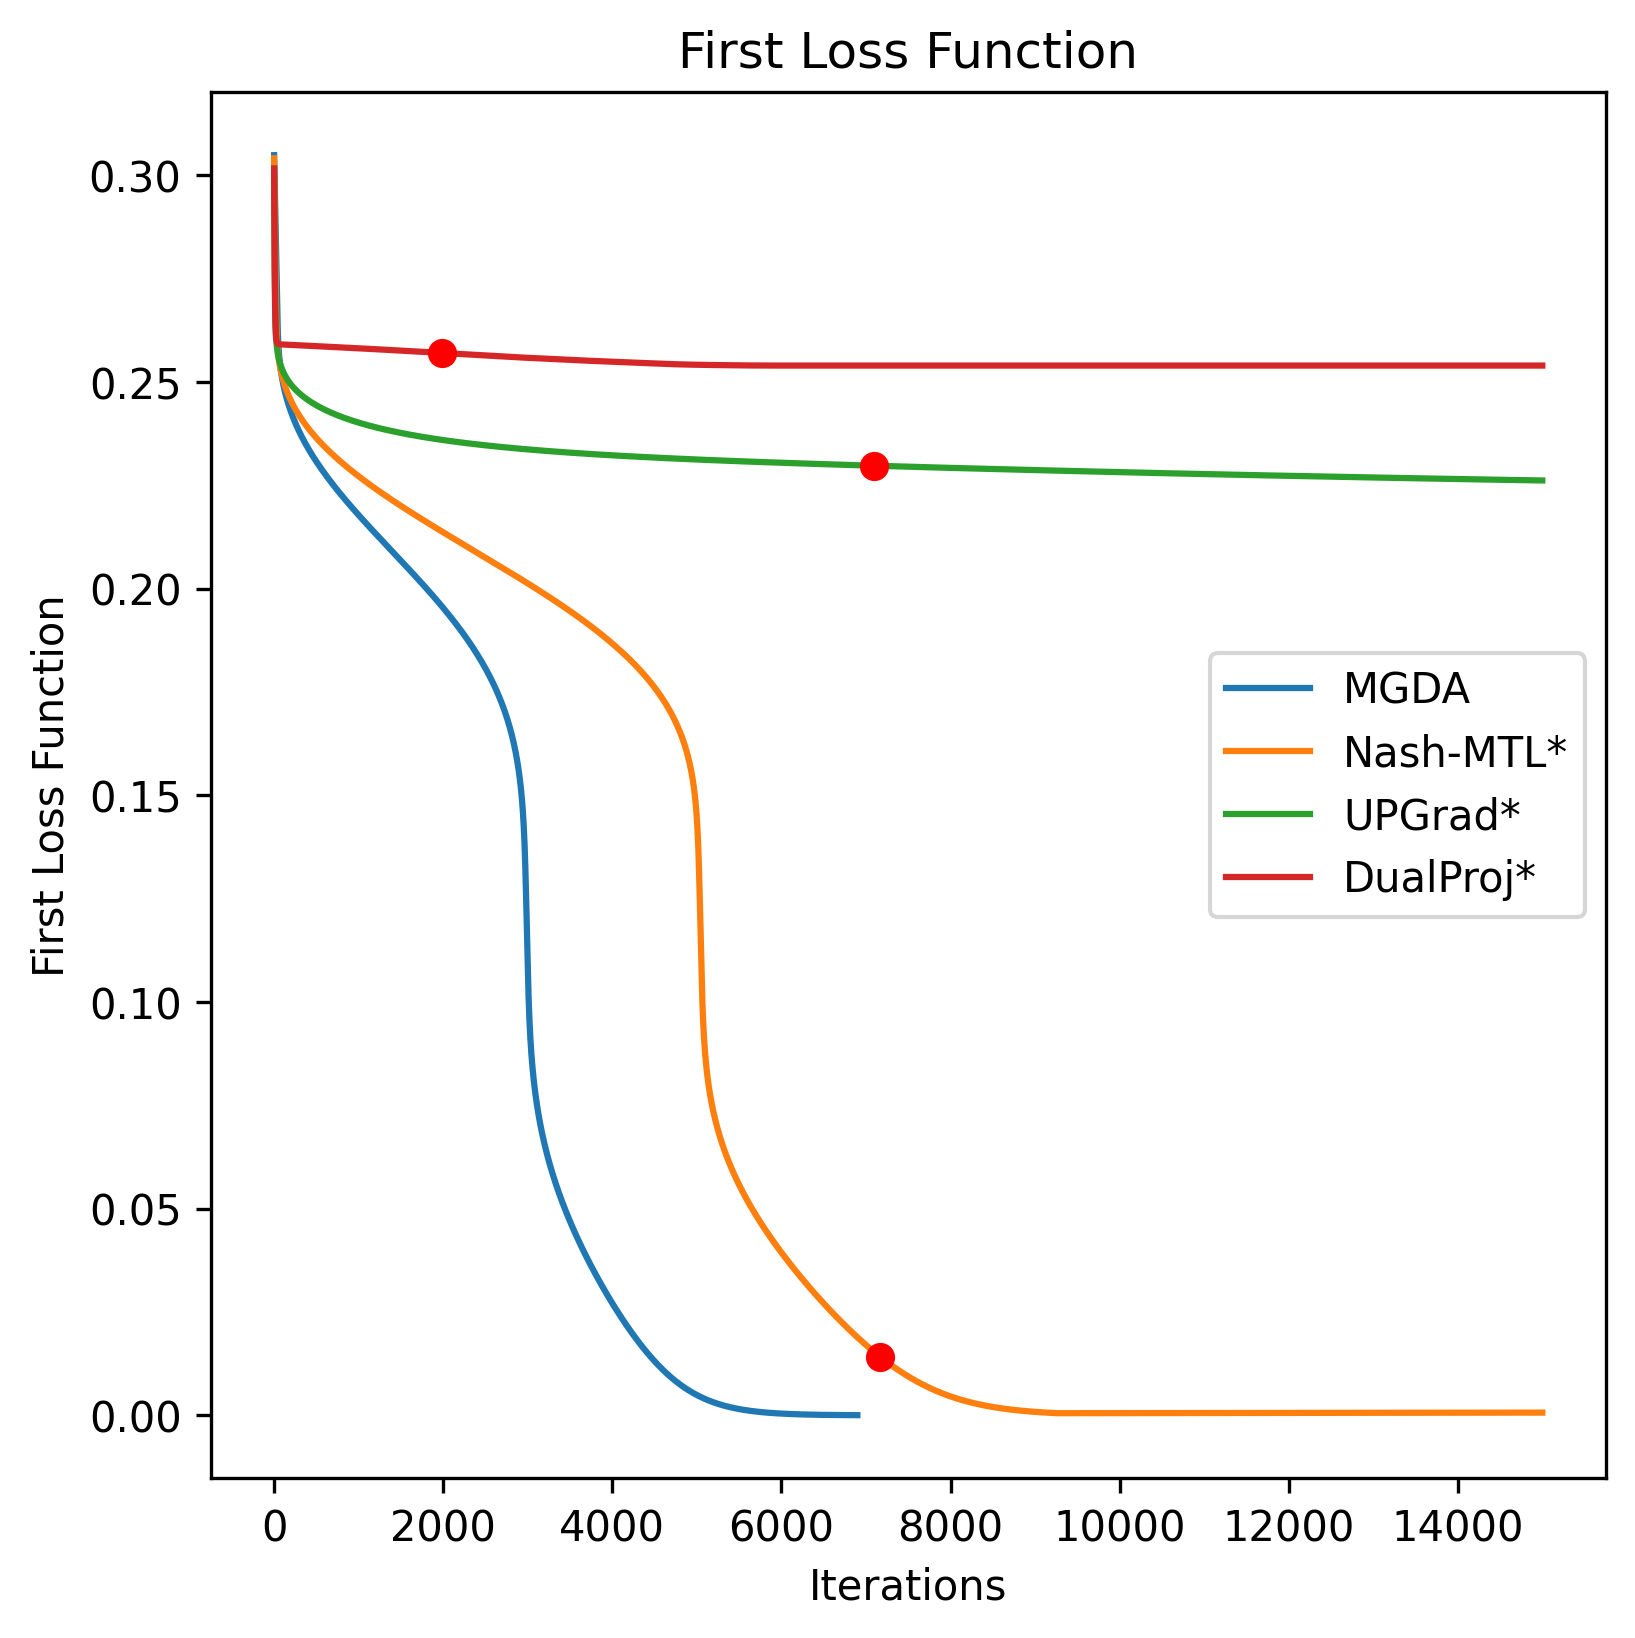 First Loss Function
First Loss Function
0.30
0.25
0.20
0.15
0.10
0.05
0.00
MGDA
Nash-MTL*
UPGrad*
DualProj*
0 2000 4000 6000 8000 10000 12000 14000
Iterations